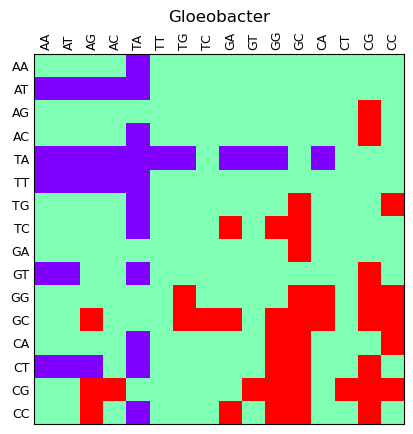 Gloeobacter
AA AT AG AC TA TT TG TC GA GT GG GC CA CT CG CC
AA
AT
AG
AC
TA
TT
TG
TC
GA
GT
GG
GC
CA
CT
CG
CC